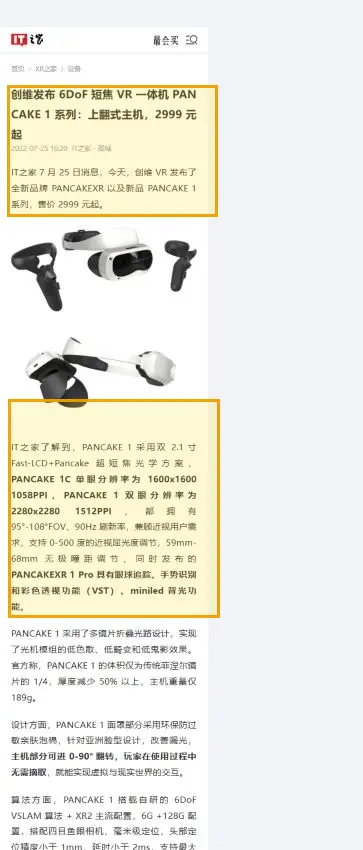 IT之家
最会买
首页 > XR之家 > 设备
创维发布 6DoF 短焦 VR 一体机 PAN
CAKE 1 系列：上翻式主机，2999 元
起
2022-07-25 16:20 IT之家 - 孤城
IT之家 7 月 25 日消息，今天，创维 VR 发布了
全新品牌 PANCAKEXR 以及新品 PANCAKE 1
系列，售价 2999 元起。
IT之家了解到，PANCAKE 1 采用双 2.1 寸
Fast-LCD+Pancake 超短焦光学方案，
PANCAKE 1C 单眼分辨率为 1600x1600
1058PPI，PANCAKE 1 双眼分辨率为
2280x2280 1512PPI，都拥有
95°-108°FOV、90Hz 刷新率，兼顾近视用户需
求，支持 0-500 度的近视屈光度调节，59mm-
68mm 无极瞳距调节，同时发布的
PANCAKEXR 1 Pro 具有眼球追踪、手势识别
和彩色透视功能（VST）、miniled 背光功
能。
PANCAKE 1 采用了多镜片折叠光路设计，实现
了光机模组的低色散、低畸变和低鬼影效果。
官方称，PANCAKE 1 的体积仅为传统菲涅尔镜
片的 1/4，厚度减少 50% 以上，主机重量仅
189g。
设计方面，PANCAKE 1 面罩部分采用环保防过
敏亲肤泡棉，针对亚洲脸型设计，改善漏光，
主机部分可进 0-90° 翻转，玩家在使用过程中
无需摘取，就能实现虚拟与现实世界的交互。
算法方面，PANCAKE 1 搭载自研的 6DoF
VSLAM 算法 + XR2 主流配置，6G +128G 配
置，搭配四目鱼眼相机，毫米级定位，头部定
位精度小于 1mm，延时小于 2ms，支持最大